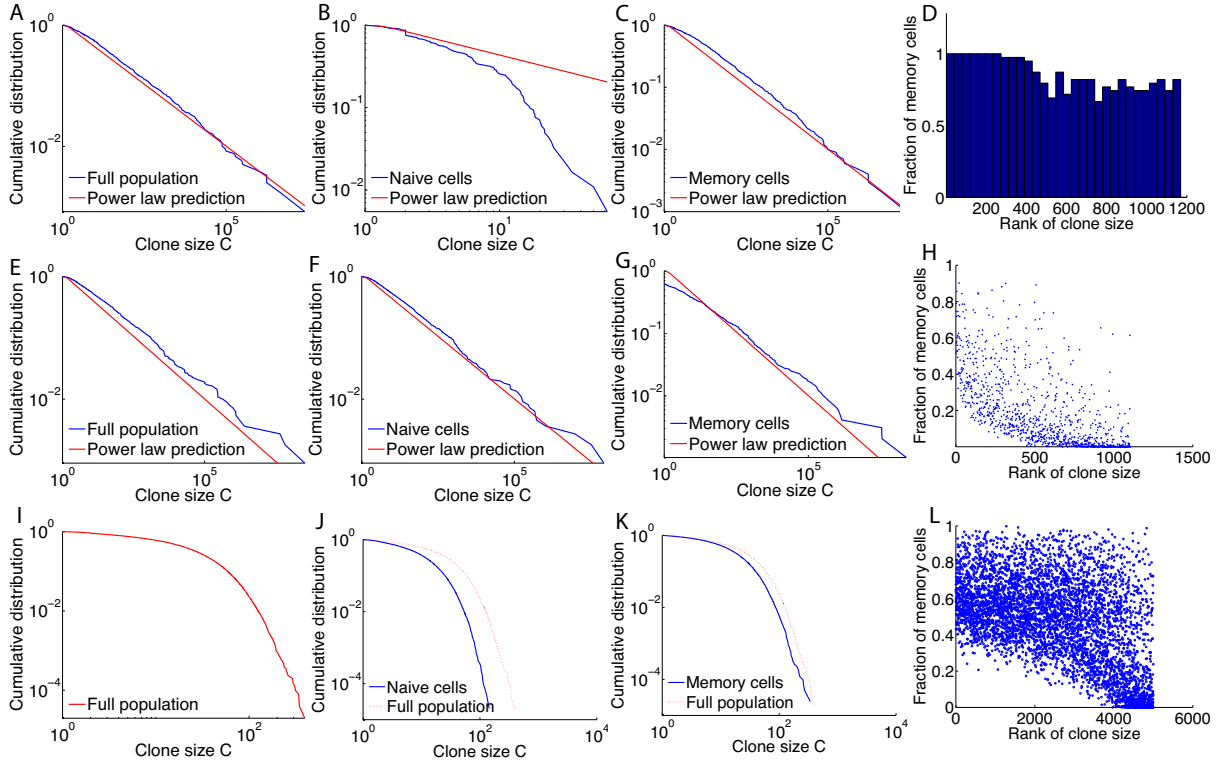 A
Cumulative distribution
10^0
10^-2
10^0
10^5
Clone size C
Full population
Power law prediction
B
Cumulative distribution
10^0
10^-1
10^-2
10^0
10^1
Clone size C
Naive cells
Power law prediction
C
Cumulative distribution
10^0
10^-1
10^-2
10^-3
10^0
10^5
Clone size C
Memory cells
Power law prediction
D
Fraction of memory cells
1
0.5
0
200 400 600 800 1000 1200
Rank of clone size
E
Cumulative distribution
10^0
10^-2
10^0
10^5
Clone size C
Full population
Power law prediction
F
Cumulative distribution
10^0
10^-2
10^0
10^5
Clone size C
Naive cells
Power law prediction
G
Cumulative distribution
10^0
10^-1
10^-2
10^0
10^5
Clone size C
Memory cells
Power law prediction
H
Fraction of memory cells
1
0.8
0.6
0.4
0.2
0 500 1000 1500
Rank of clone size
I
Cumulative distribution
10^0
10^-2
10^-4
10^0
10^2
Clone size C
Full population
J
Cumulative distribution
10^0
10^-2
10^-4
10^0
10^2
10^4
Clone size C
Naive cells
Full population
K
Cumulative distribution
10^0
10^-2
10^-4
10^0
10^2
10^4
Clone size C
Memory cells
Full population
L
Fraction of memory cells
1
0.8
0.6
0.4
0.2
0
0 2000 4000 6000
Rank of clone size